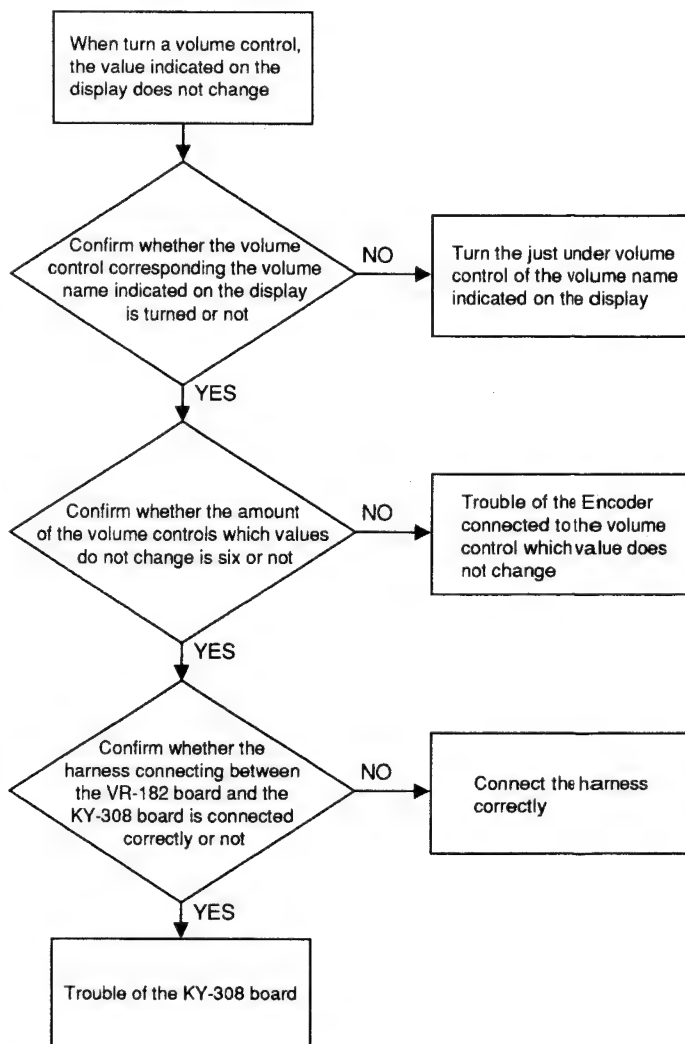 When turn a volume control,
the value indicated on the
display does not change
Confirm whether the volume
control corresponding the volume
name indicated on the display
is turned or not
NO
Turn the just under volume
control of the volume name
indicated on the display
YES
Confirm whether the amount
of the volume controls which values
do not change is six or not
NO
Trouble of the Encoder
connected to the volume
control which value does
not change
YES
Confirm whether the
harness connecting between
the VR-182 board and the
KY-308 board is connected
correctly or not
NO
Connect the harness
correctly
YES
Trouble of the KY-308 board